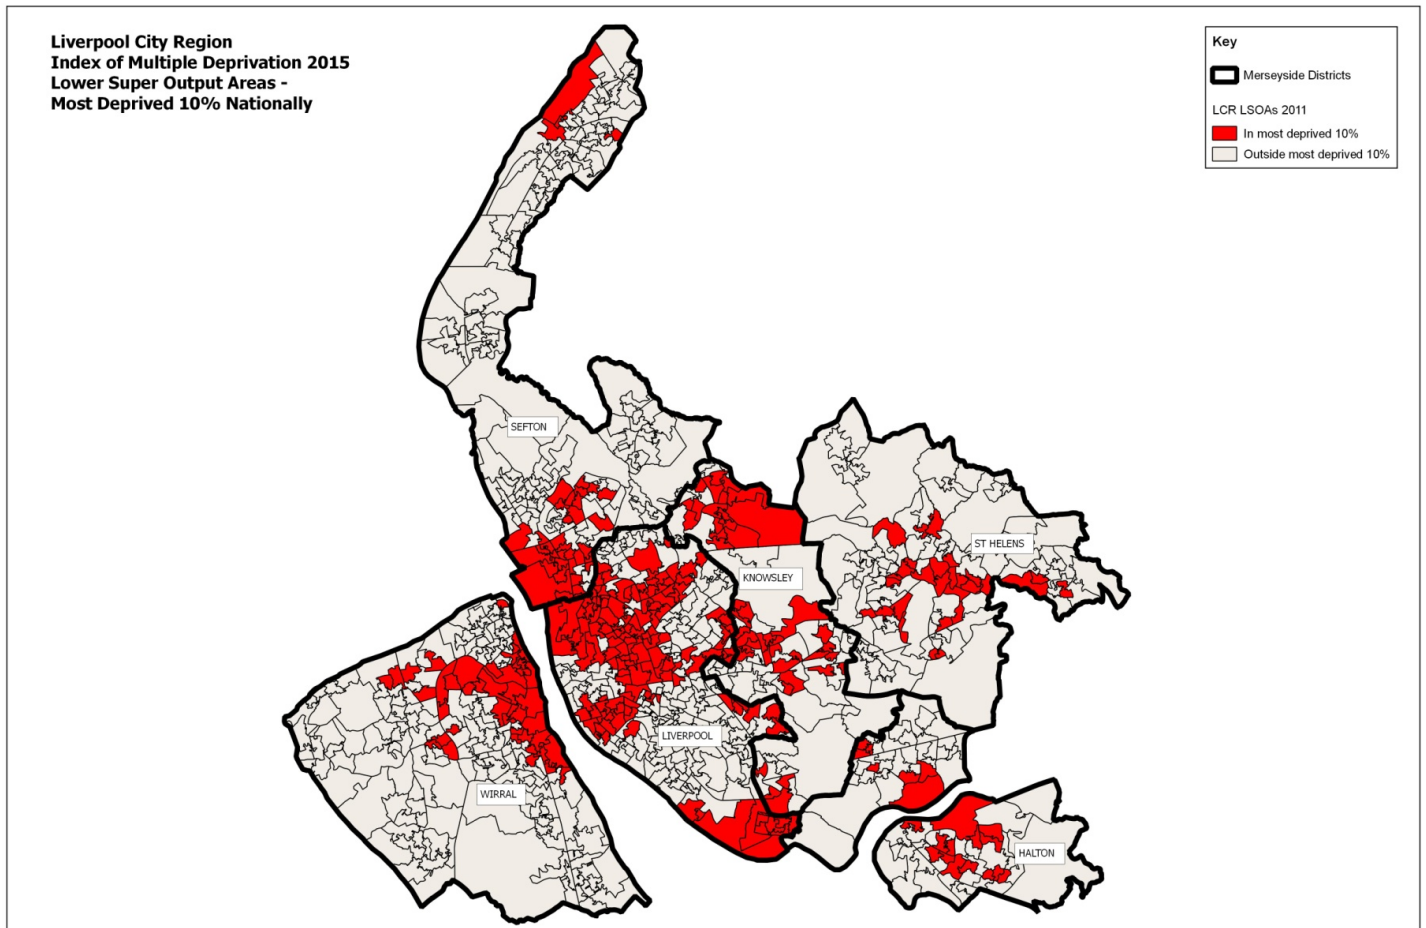 Liverpool City Region
Index of Multiple Deprivation 2015
Lower Super Output Areas -
Most Deprived 10% Nationally
Key
Merseyside Districts
LCR LSOAs 2011
In most deprived 10%
Outside most deprived 10%
SEFTON
ST HELENS
KNOWSLEY
LIVERPOOL
WIRRAL
HALTON